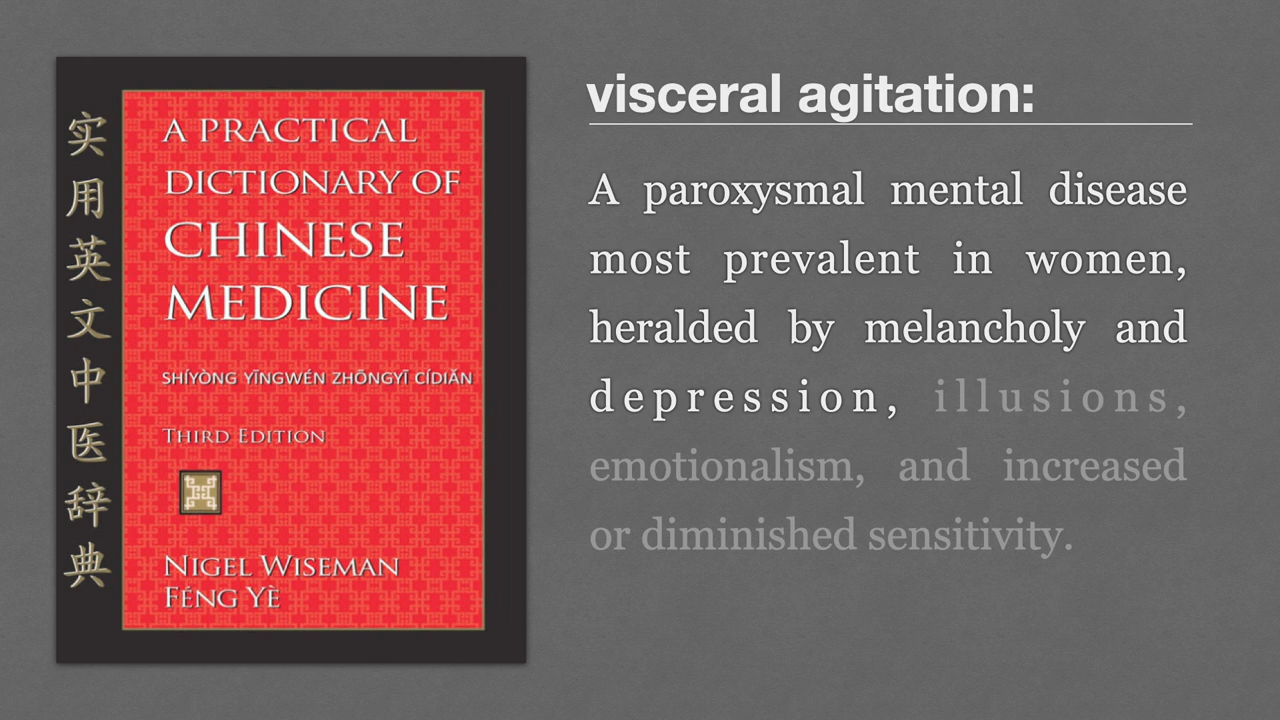 实用英文中医辞典
A PRACTICAL
DICTIONARY OF
CHINESE
MEDICINE
SHÍYÒNG YĪNGWÉN ZHŌNGYĪ CÍDIǍN
THIRD EDITION
NIGEL WISEMAN
FÉNG YÈ
visceral agitation:
A paroxysmal mental disease
most prevalent in women,
heralded by melancholy and
depression, illusions,
emotionalism, and increased
or diminished sensitivity.